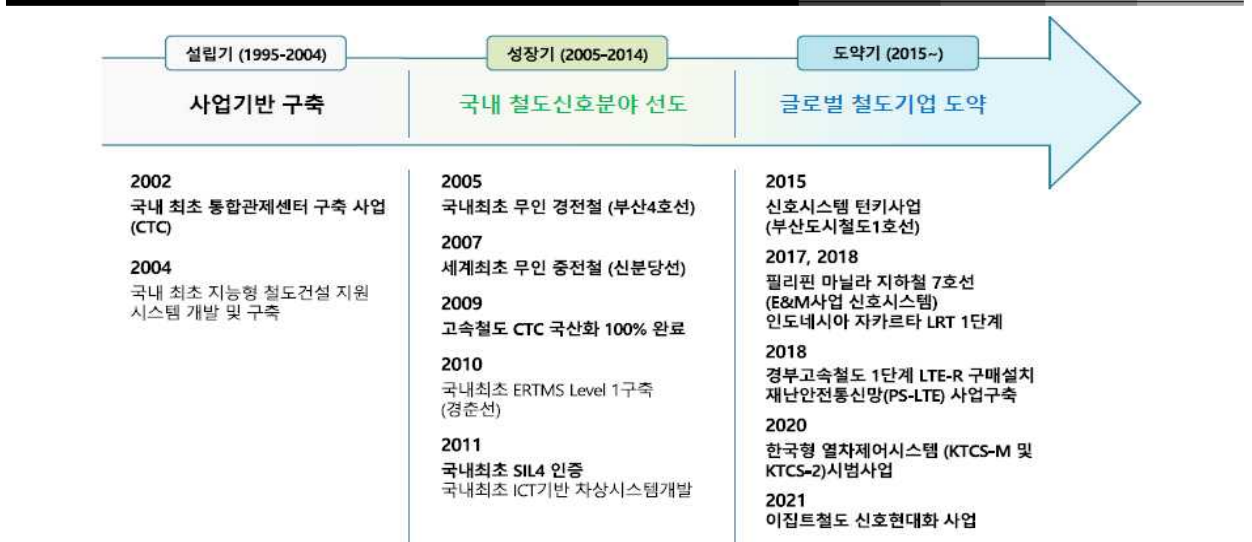 설립기 (1995-2004)
사업기반 구축
2002
국내 최초 통합관제센터 구축 사업
(CTC)
2004
국내 최초 지능형 철도건설 지원
시스템 개발 및 구축
성장기 (2005-2014)
국내 철도신호분야 선도
2005
국내최초 무인 경전철 (부산4호선)
2007
세계최초 무인 중전철 (신분당선)
2009
고속철도 CTC 국산화 100% 완료
2010
국내최초 ERTMS Level 1구축
(경춘선)
2011
국내최초 SIL4 인증
국내최초 ICT기반 차상시스템개발
도약기 (2015~)
글로벌 철도기업 도약
2015
신호시스템 턴키사업
(부산도시철도1호선)
2017, 2018
필리핀 마닐라 지하철 7호선
(E&M사업 신호시스템)
인도네시아 자카르타 LRT 1단계
2018
경부고속철도 1단계 LTE-R 구매설치
재난안전통신망(PS-LTE) 사업구축
2020
한국형 열차제어시스템 (KTCS-M 및
KTCS-2)시범사업
2021
이집트철도 신호현대화 사업